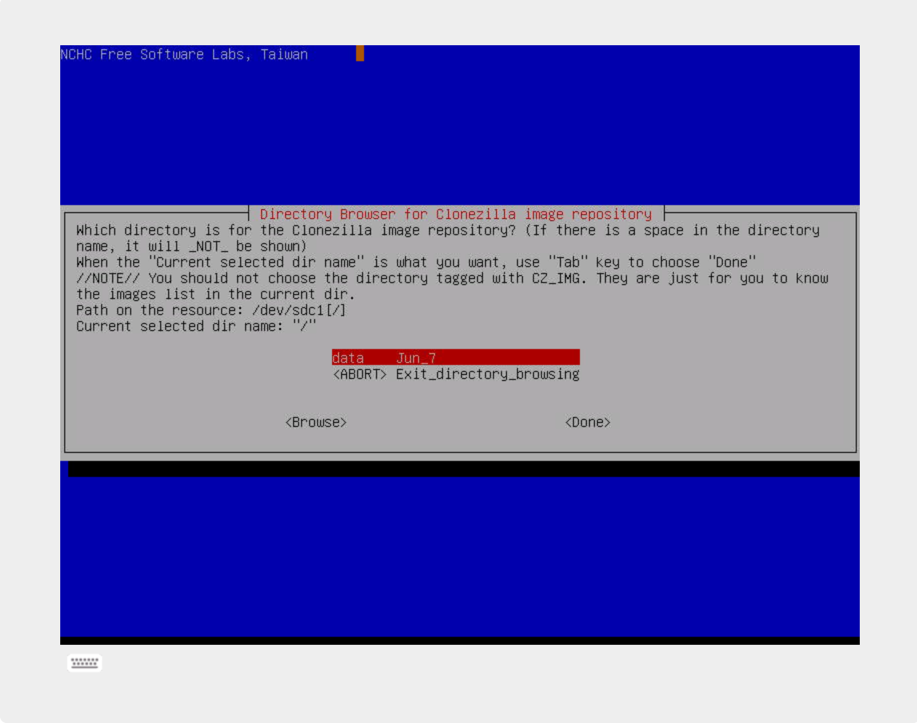 NCHC Free Software Labs, Taiwan
Directory Browser for Clonezilla image repository
Which directory is for the Clonezilla image repository? (If there is a space in the directory
name, it will _NOT_ be shown)
When the "Current selected dir name" is what you want, use "Tab" key to choose "Done"
//NOTE// You should not choose the directory tagged with CZ_IMG. They are just for you to know
the images list in the current dir.
Path on the resource: /dev/sdc1[/]
Current selected dir name: "/"
data Jun_7
<ABORT> Exit_directory_browsing
<Browse> <Done>